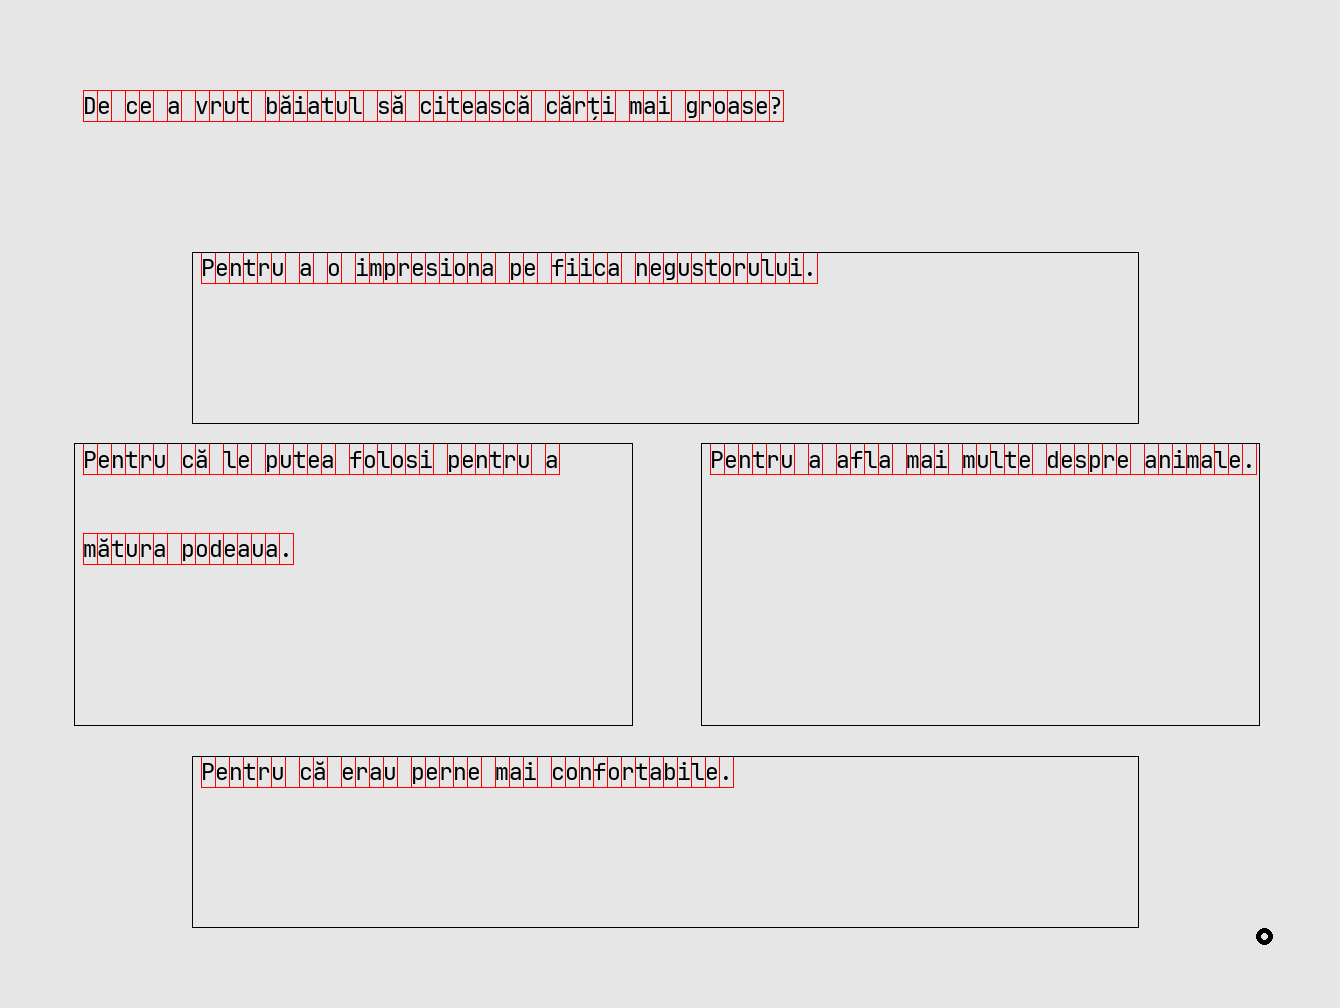 De ce a vrut băiatul să citească cărți mai groase?
Pentru a o impresiona pe fiica negustorului.
Pentru că le putea folosi pentru a
mătura podeaua.
Pentru a afla mai multe despre animale.
Pentru că erau perne mai confortabile.